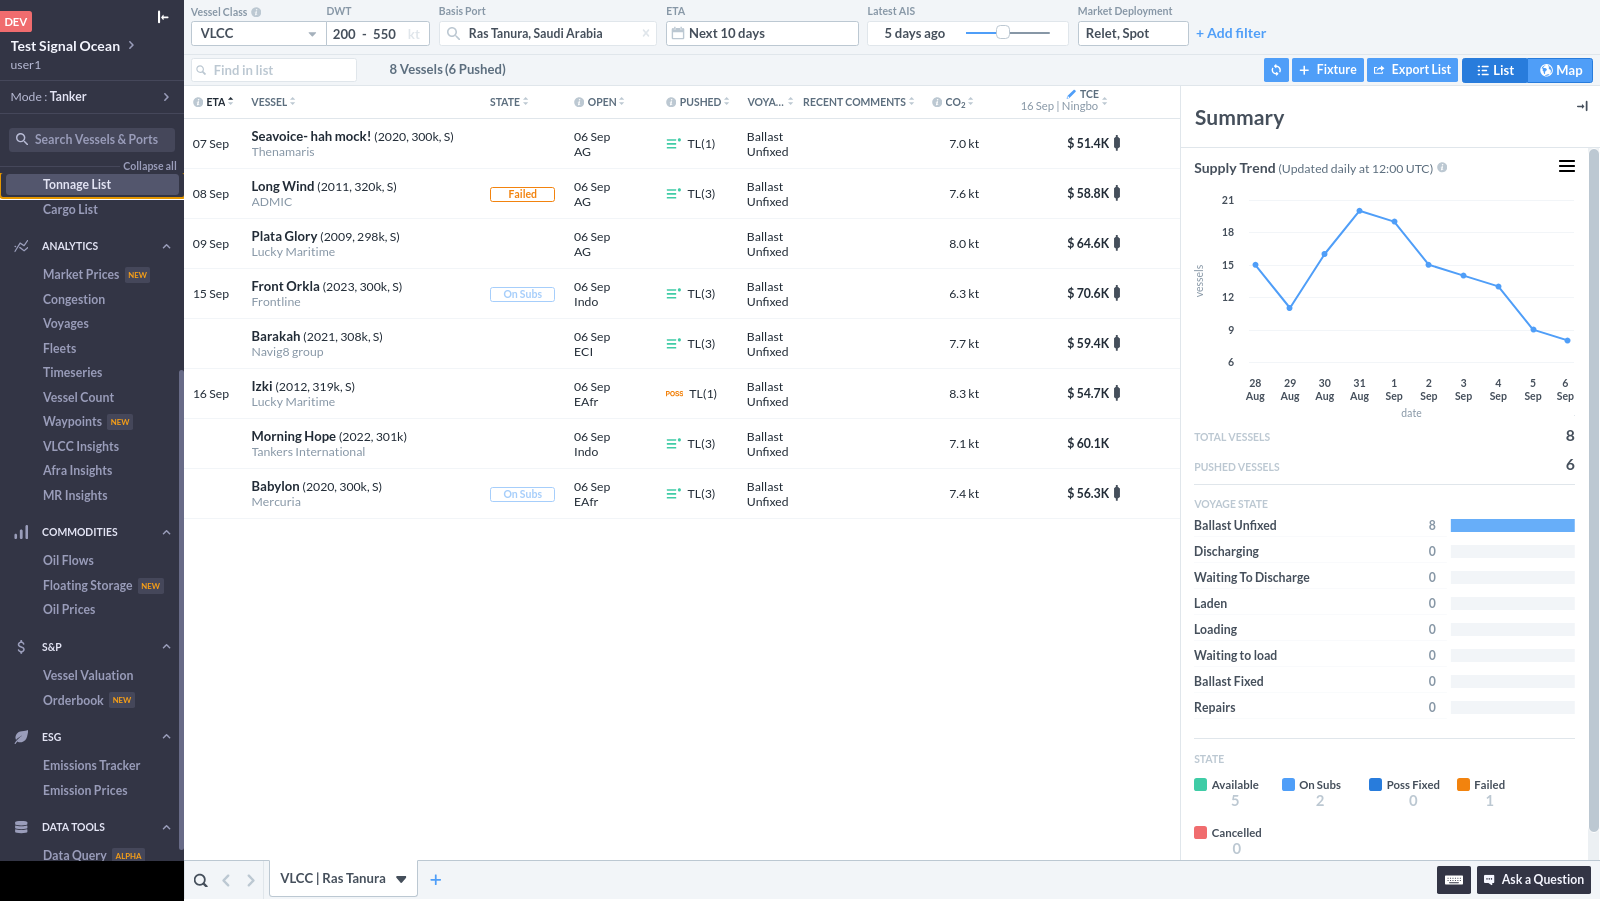 DEV
Test Signal Ocean
user1
Mode : Tanker
Search Vessels & Ports
Collapse all
Tonnage List
Cargo List
ANALYTICS
Market Prices NEW
Congestion
Voyages
Fleets
Timeseries
Vessel Count
Waypoints NEW
VLCC Insights
Afra Insights
MR Insights
COMMODITIES
Oil Flows
Floating Storage NEW
Oil Prices
$ S&P
Vessel Valuation
Orderbook NEW
ESG
Emissions Tracker
Emission Prices
DATA TOOLS
Data Query ALPHA
Vessel Class DWT Basis Port ETA Latest AIS Market Deployment
VLCC 200 - 550 kt Ras Tanura, Saudi Arabia × Next 10 days 5 days ago Relet, Spot + Add filter
Find in list 8 Vessels (6 Pushed) + Fixture Export List List Map
ETA VESSEL STATE OPEN PUSHED VOYA... RECENT COMMENTS CO2 TCE
16 Sep | Ningbo
07 Sep Seavoice- hah mock! (2020, 300k, S) 06 Sep TL(1) Ballast 7.0 kt $ 51.4K
Thenamaris AG Unfixed
08 Sep Long Wind (2011, 320k, S) Failed 06 Sep TL(3) Ballast 7.6 kt $ 58.8K
ADMIC AG Unfixed
09 Sep Plata Glory (2009, 298k, S) 06 Sep Ballast 8.0 kt $ 64.6K
Lucky Maritime AG Unfixed
15 Sep Front Orkla (2023, 300k, S) On Subs 06 Sep TL(3) Ballast 6.3 kt $ 70.6K
Frontline Indo Unfixed
Barakah (2021, 308k, S) 06 Sep TL(3) Ballast 7.7 kt $ 59.4K
Navig8 group ECI Unfixed
16 Sep Izki (2012, 319k, S) 06 Sep POSS TL(1) Ballast 8.3 kt $ 54.7K
Lucky Maritime EAfr Unfixed
Morning Hope (2022, 301k) 06 Sep TL(3) Ballast 7.1 kt $ 60.1K
Tankers International Indo Unfixed
Babylon (2020, 300k, S) On Subs 06 Sep TL(3) Ballast 7.4 kt $ 56.3K
Mercuria EAfr Unfixed
Summary
Supply Trend (Updated daily at 12:00 UTC)
21
18
15
12
9
6
vessels
28 29 30 31 1 2 3 4 5 6
Aug Aug Aug Aug Sep Sep Sep Sep Sep Sep
date
TOTAL VESSELS 8
PUSHED VESSELS 6
VOYAGE STATE
Ballast Unfixed 8
Discharging 0
Waiting To Discharge 0
Laden 0
Loading 0
Waiting to load 0
Ballast Fixed 0
Repairs 0
STATE
Available On Subs Poss Fixed Failed
5 2 0 1
Cancelled
0
VLCC | Ras Tanura +
Ask a Question